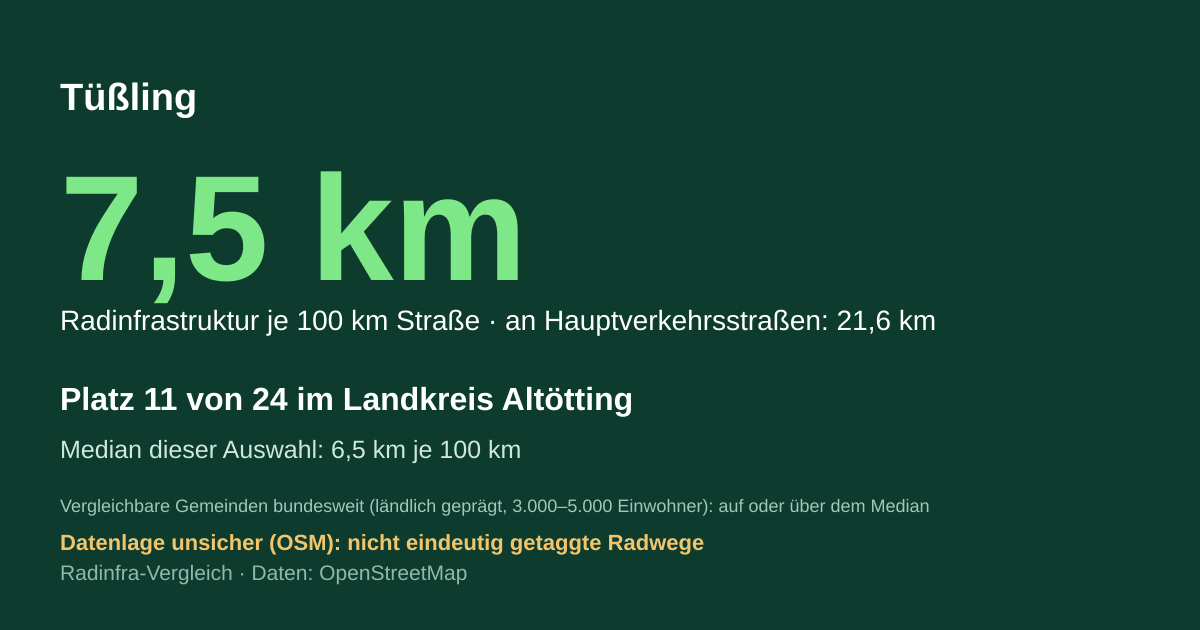 Tüßling
7,5 km
Radinfrastruktur je 100 km Straße · an Hauptverkehrsstraßen: 21,6 km
Platz 11 von 24 im Landkreis Altötting
Median dieser Auswahl: 6,5 km je 100 km
Vergleichbare Gemeinden bundesweit (ländlich geprägt, 3.000–5.000 Einwohner): auf oder über dem Median
Datenlage unsicher (OSM): nicht eindeutig getaggte Radwege
Radinfra-Vergleich · Daten: OpenStreetMap